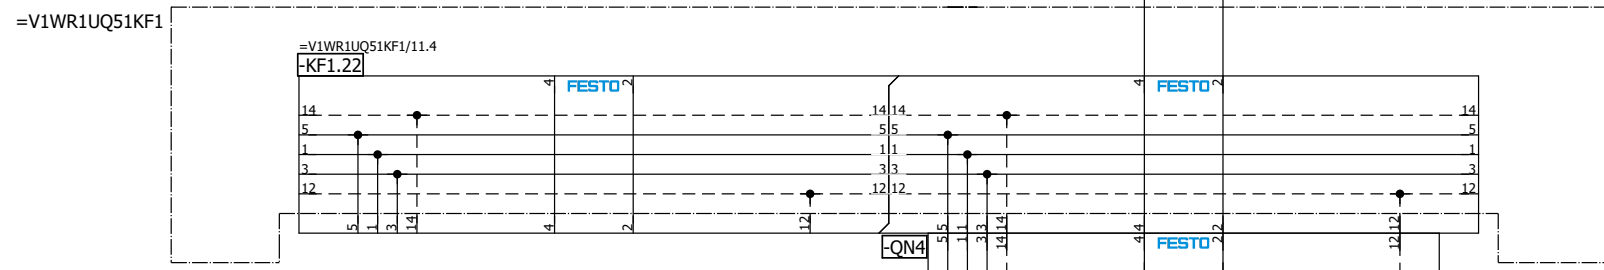 =V1WR1UQ51KF1
=V1WR1UQ51KF1/11.4
-KF1.22
4 FESTO 2 4 FESTO 2
14 14 14 14
5 5 5 5
1 1 1 1
3 3 3 3
12 12 12 12
5 1 3 14 4 2 12 5 1 3 14 4 2 12
-QN4 5 1 3 14 4 FESTO 2 12